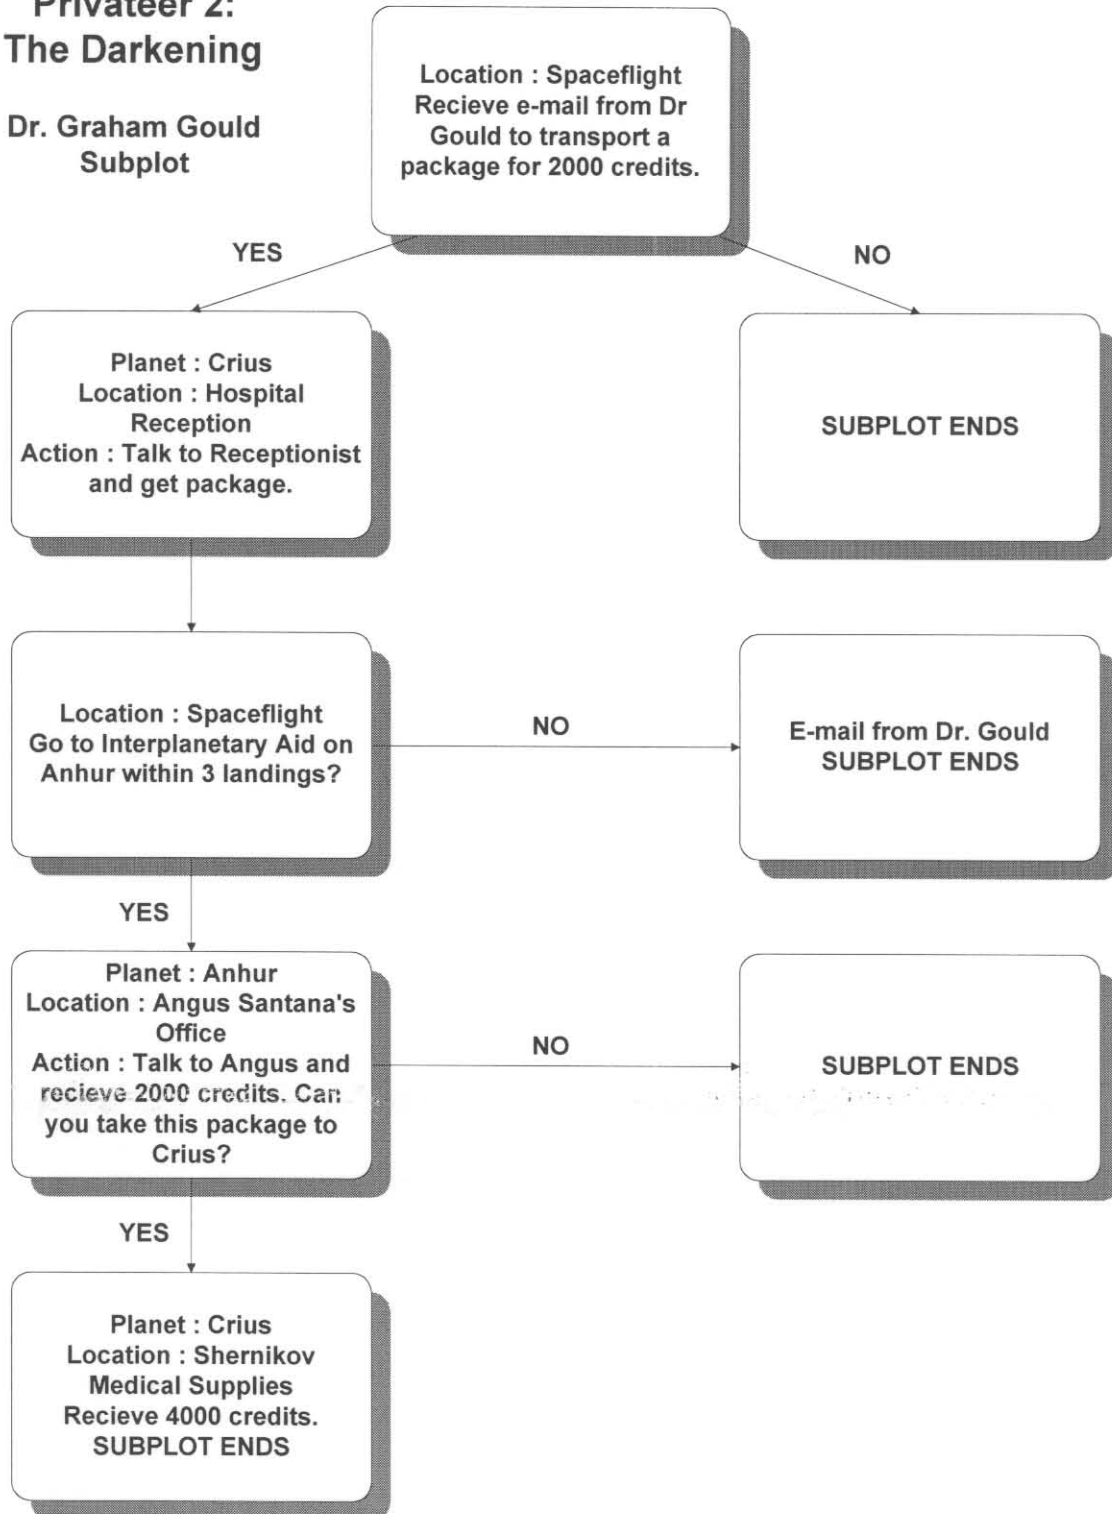 Privateer 2:
The Darkening
Dr. Graham Gould
Subplot
Location : Spaceflight
Recieve e-mail from Dr
Gould to transport a
package for 2000 credits.
YES
NO
Planet : Crius
Location : Hospital
Reception
Action : Talk to Receptionist
and get package.
SUBPLOT ENDS
Location : Spaceflight
Go to Interplanetary Aid on
Anhur within 3 landings?
NO
E-mail from Dr. Gould
SUBPLOT ENDS
YES
Planet : Anhur
Location : Angus Santana's
Office
Action : Talk to Angus and
recieve 2000 credits. Can
you take this package to
Crius?
NO
SUBPLOT ENDS
YES
Planet : Crius
Location : Shernikov
Medical Supplies
Recieve 4000 credits.
SUBPLOT ENDS